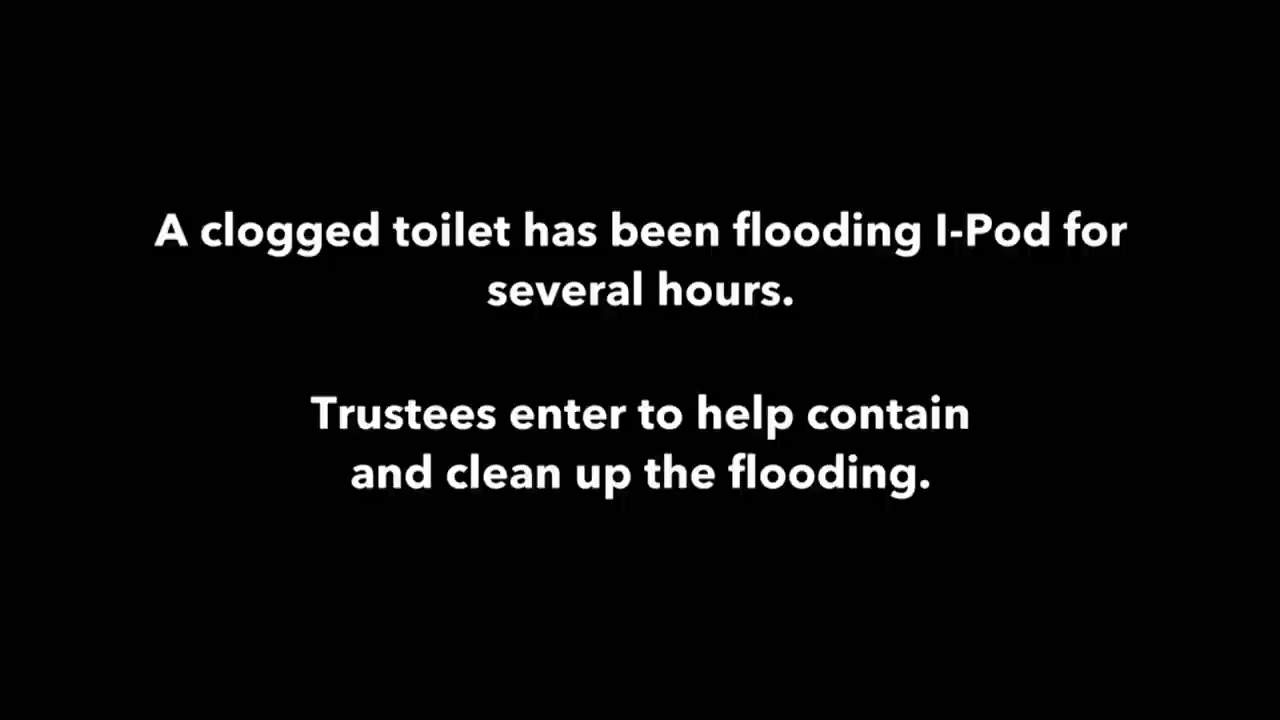 A clogged toilet has been flooding I-Pod for
several hours.
Trustees enter to help contain
and clean up the flooding.